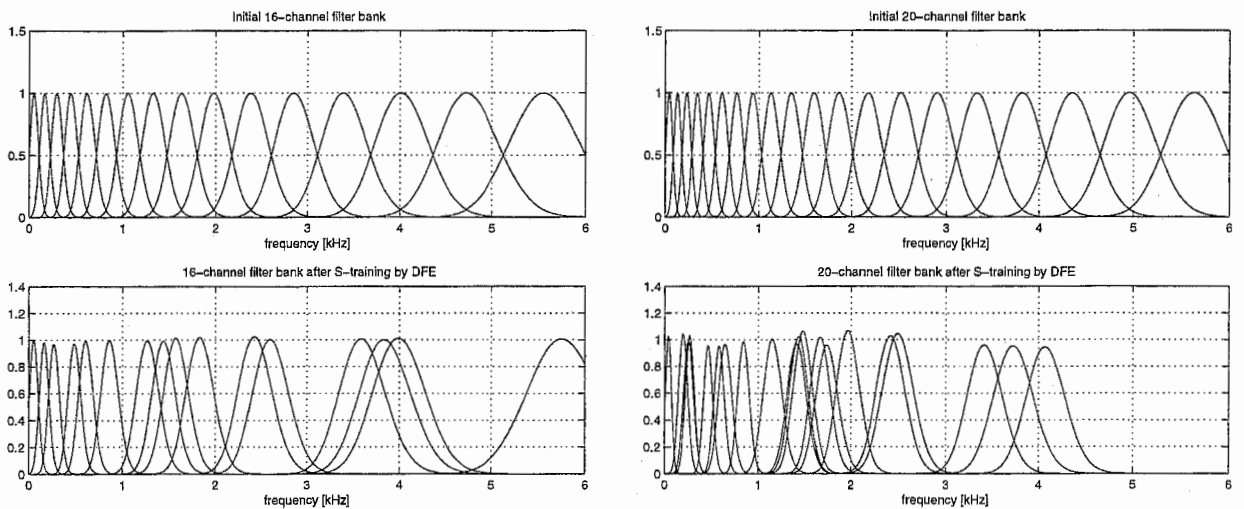 Initial 16-channel filter bank
1.5
1
0.5
0
0 1 2 3 4 5 6
frequency [kHz]
Initial 20-channel filter bank
1.5
1
0.5
0
0 1 2 3 4 5 6
frequency [kHz]
16-channel filter bank after S-training by DFE
1.4
1.2
1
0.8
0.6
0.4
0.2
0
0 1 2 3 4 5 6
frequency [kHz]
20-channel filter bank after S-training by DFE
1.4
1.2
1
0.8
0.6
0.4
0.2
0
0 1 2 3 4 5 6
frequency [kHz]